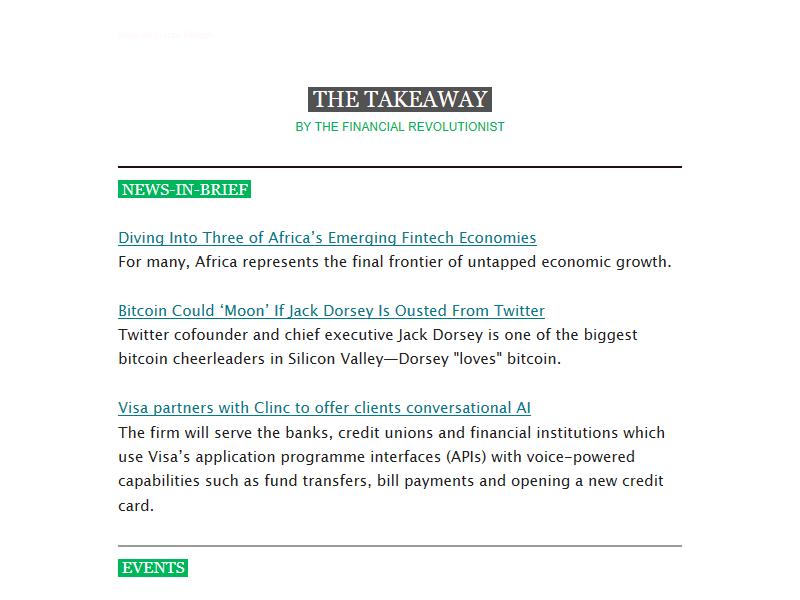 THE TAKEAWAY
BY THE FINANCIAL REVOLUTIONIST
NEWS-IN-BRIEF
Diving Into Three of Africa’s Emerging Fintech Economies
For many, Africa represents the final frontier of untapped economic growth.
Bitcoin Could ‘Moon’ If Jack Dorsey Is Ousted From Twitter
Twitter cofounder and chief executive Jack Dorsey is one of the biggest
bitcoin cheerleaders in Silicon Valley—Dorsey "loves" bitcoin.
Visa partners with Clinc to offer clients conversational AI
The firm will serve the banks, credit unions and financial institutions which
use Visa’s application programme interfaces (APIs) with voice-powered
capabilities such as fund transfers, bill payments and opening a new credit
card.
EVENTS